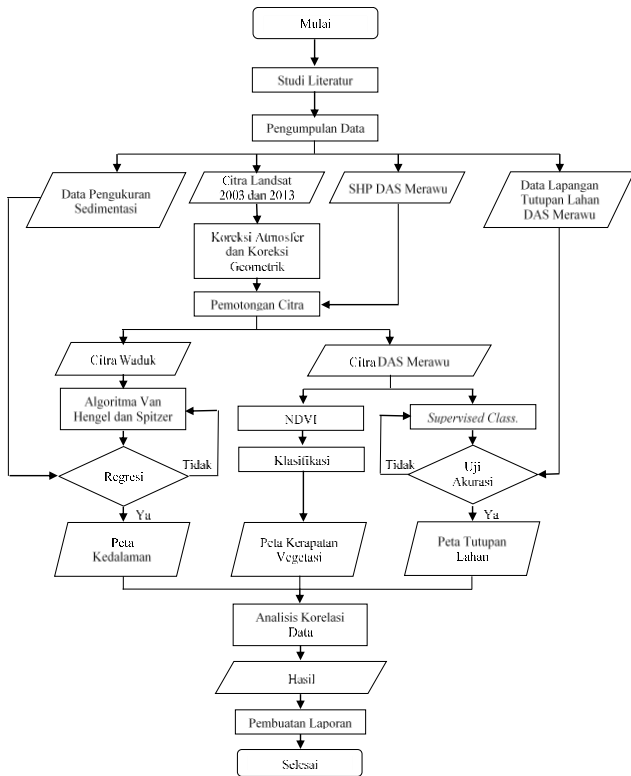 Mulai
Studi Literatur
Pengumpulan Data
Data Pengukuran
Sedimentasi
Citra Landsat
2003 dan 2013
SHP DAS Merawu
Data Lapangan
Tutupan Lahan
DAS Merawu
Koreksi Atmosfer
dan Koreksi
Geometrik
Pemotongan Citra
Citra Waduk
Citra DAS Merawu
Algoritma Van
Hengel dan Spitzer
NDVI
Supervised Class.
Klasifikasi
Regresi
Tidak
Tidak
Uji
Akurasi
Ya
Ya
Peta
Kedalaman
Peta Kerapatan
Vegetasi
Peta Tutupan
Lahan
Analisis Korelasi
Data
Hasil
Pembuatan Laporan
Selesai